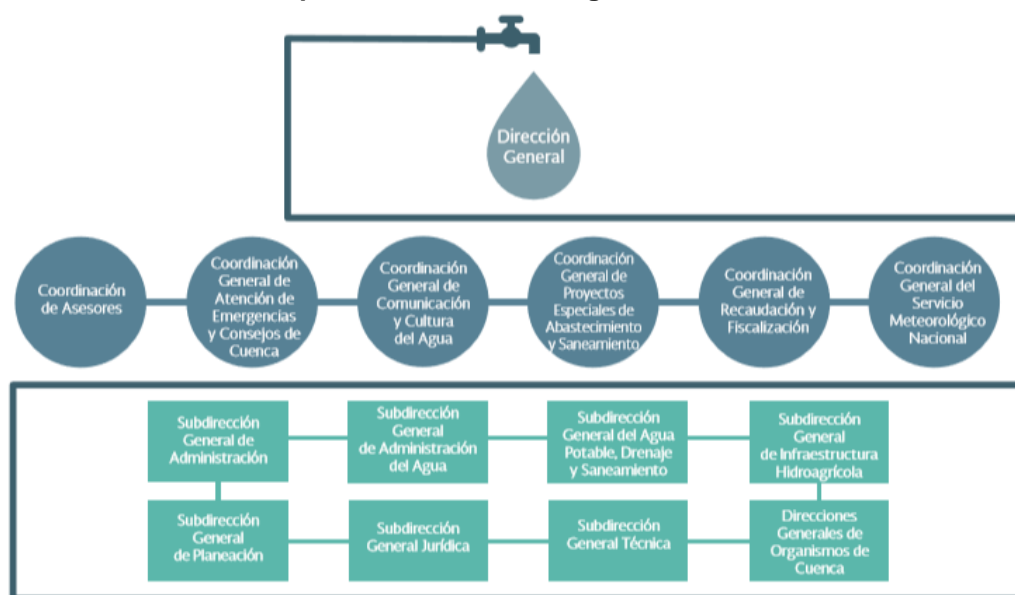 Dirección
General
Coordinación
de Asesores
Coordinación
General de
Atención de
Emergencias
y Consejos de
Cuenca
Coordinación
General de
Comunicación
y Cultura
del Agua
Coordinación
General de
Proyectos
Especiales de
Abastecimiento
y Saneamiento
Coordinación
General de
Recaudación y
Fiscalización
Coordinación
General del
Servicio
Meteorológico
Nacional
Subdirección
General de
Administración
Subdirección
General
de Administración
del Agua
Subdirección
General del Agua
Potable, Drenaje
y Saneamiento
Subdirección
General
de Infraestructura
Hidroagrícola
Subdirección
General
de Planeación
Subdirección
General Jurídica
Subdirección
General Técnica
Direcciones
Generales de
Organismos de
Cuenca